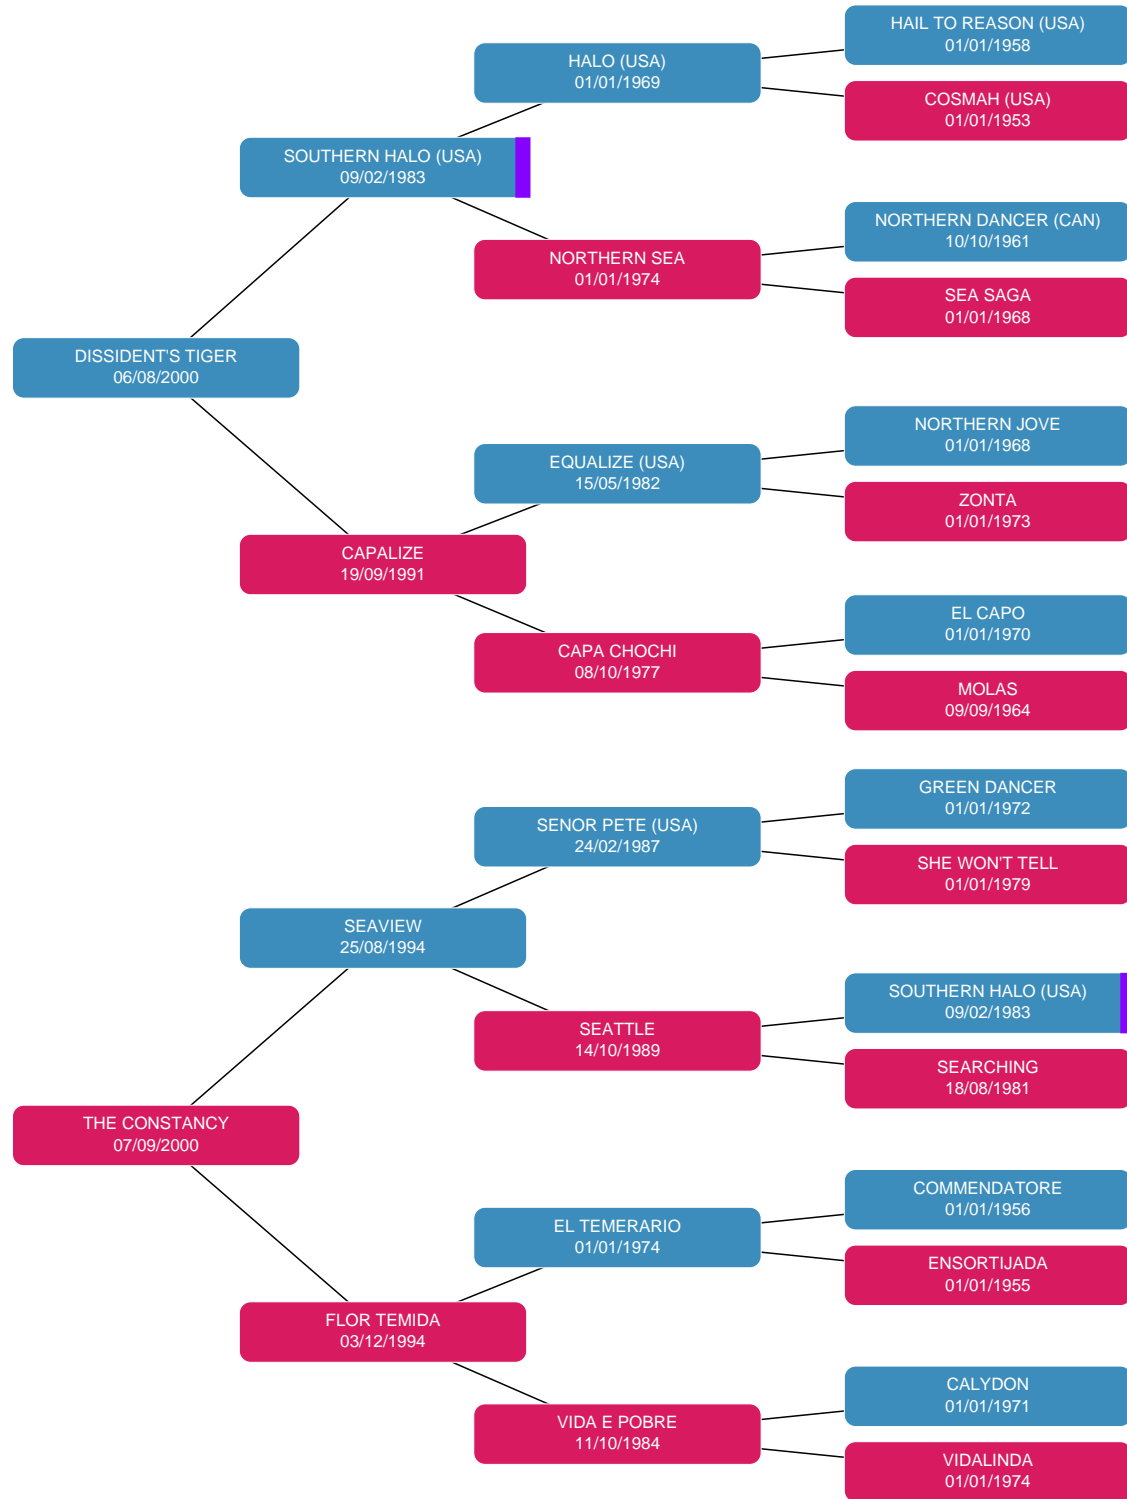 HAIL TO REASON (USA)
01/01/1958
HALO (USA)
01/01/1969
COSMAH (USA)
01/01/1953
SOUTHERN HALO (USA)
09/02/1983
NORTHERN DANCER (CAN)
10/10/1961
NORTHERN SEA
01/01/1974
SEA SAGA
01/01/1968
DISSIDENT'S TIGER
06/08/2000
NORTHERN JOVE
01/01/1968
EQUALIZE (USA)
15/05/1982
ZONTA
01/01/1973
CAPALIZE
19/09/1991
EL CAPO
01/01/1970
CAPA CHOCHI
08/10/1977
MOLAS
09/09/1964
GREEN DANCER
01/01/1972
SENOR PETE (USA)
24/02/1987
SHE WON'T TELL
01/01/1979
SEAVIEW
25/08/1994
SOUTHERN HALO (USA)
09/02/1983
SEATTLE
14/10/1989
SEARCHING
18/08/1981
THE CONSTANCY
07/09/2000
COMMENDATORE
01/01/1956
EL TEMERARIO
01/01/1974
ENSORTIJADA
01/01/1955
FLOR TEMIDA
03/12/1994
CALYDON
01/01/1971
VIDA E POBRE
11/10/1984
VIDALINDA
01/01/1974